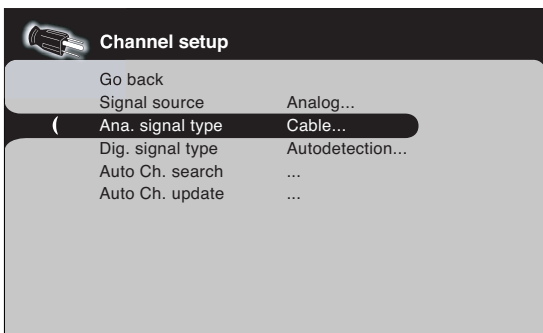 Channel setup
Go back
Signal source Analog...
Ana. signal type Cable...
Dig. signal type Autodetection...
Auto Ch. search ...
Auto Ch. update ...